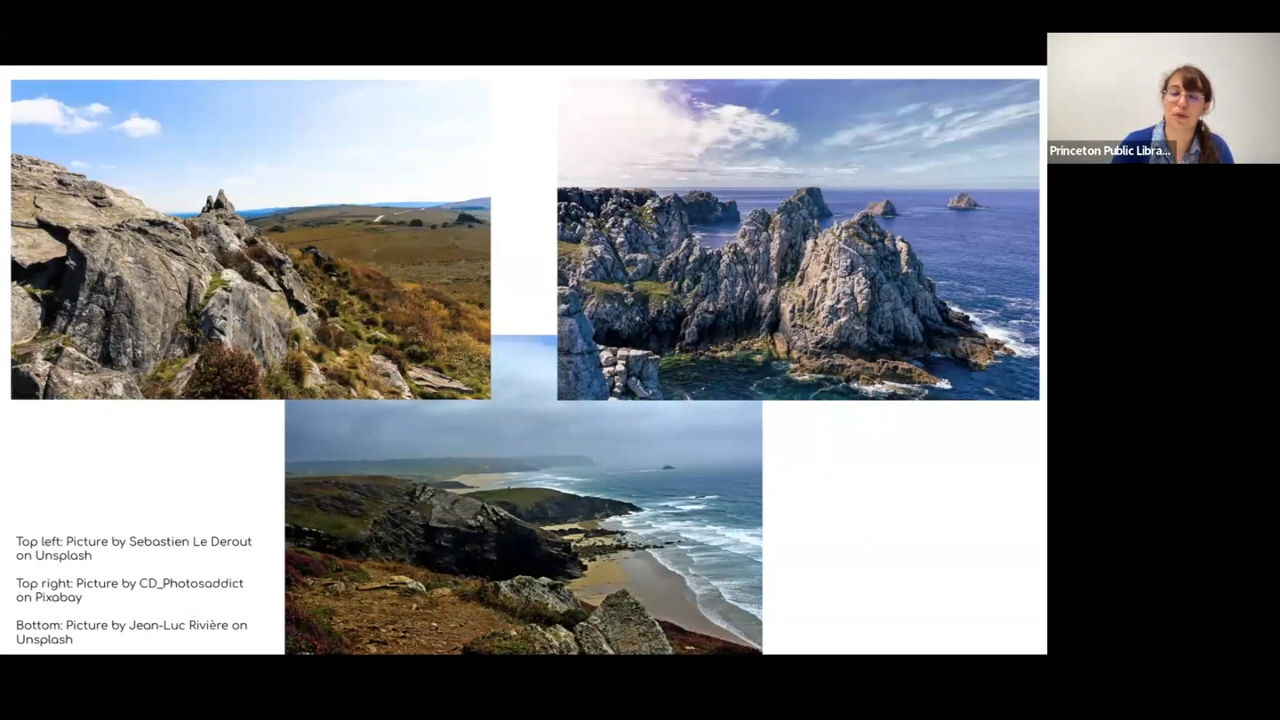 Princeton Public Libra...
Top left: Picture by Sebastien Le Derout
on Unsplash
Top right: Picture by CD_Photosaddict
on Pixabay
Bottom: Picture by Jean-Luc Rivière on
Unsplash